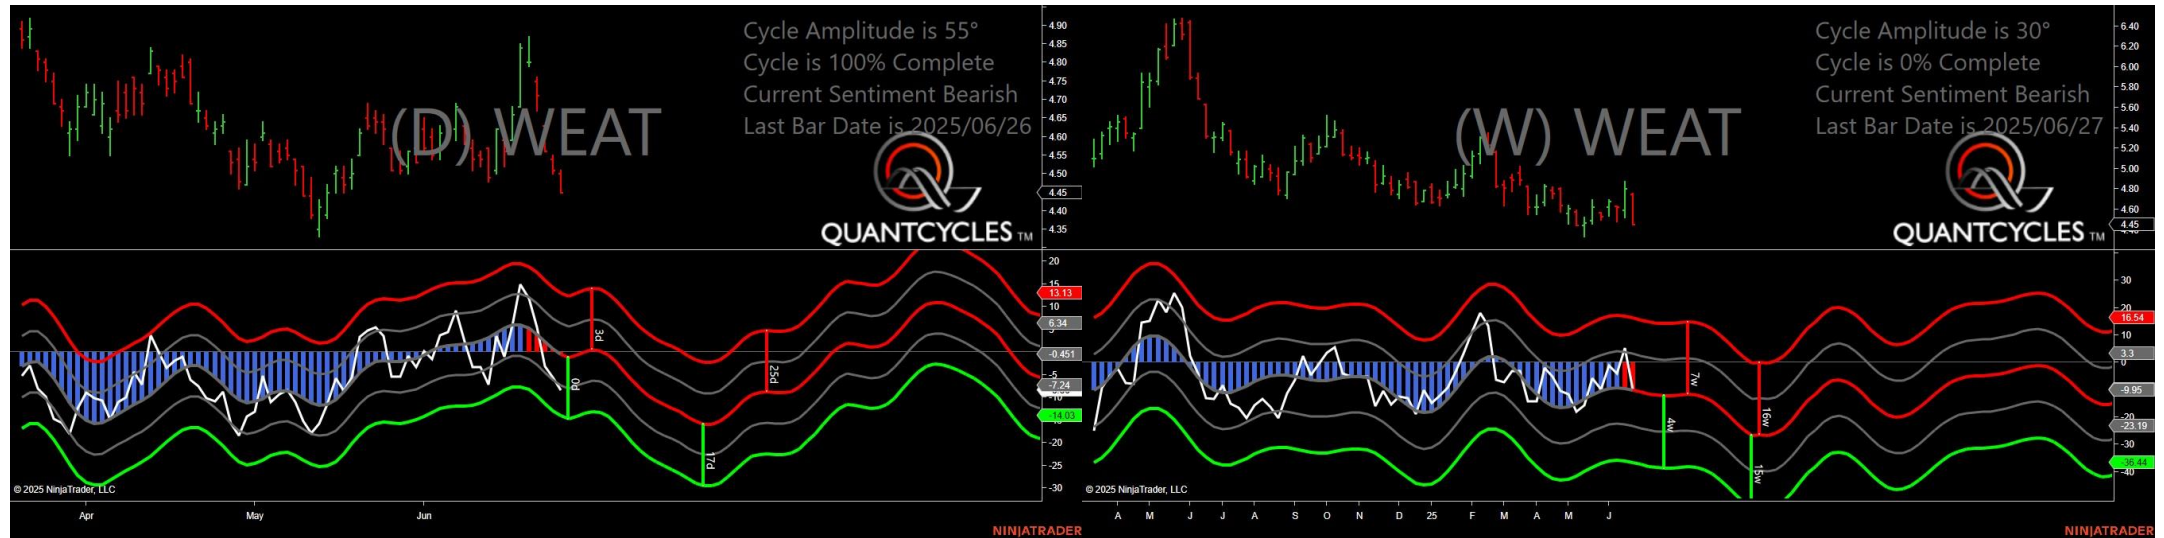 Cycle Amplitude is 55°
Cycle is 100% Complete
Current Sentiment Bearish
Last Bar Date is 2025/06/26
(D) WEAT
QUANTCYCLES TM
4.90
4.85
4.80
4.75
4.70
4.65
4.60
4.55
4.50
4.45
4.40
4.35
20
15
13.13
10
6.34
-0.451
-5
-7.24
-10
-14.03
-20
-25
-30
3d
0d
17d
25d
© 2025 NinjaTrader, LLC
Apr
May
Jun
NINJATRADER
Cycle Amplitude is 30°
Cycle is 0% Complete
Current Sentiment Bearish
Last Bar Date is 2025/06/27
(W) WEAT
QUANTCYCLES TM
6.40
6.20
6.00
5.80
5.60
5.40
5.20
5.00
4.80
4.60
4.45
30
20
16.54
10
3.3
0
-9.95
-20
-23.19
-30
-36.44
-40
7w
4w
16w
15w
© 2025 NinjaTrader, LLC
A
M
J
J
A
S
O
N
D
25
F
M
A
M
J
NINJATRADER